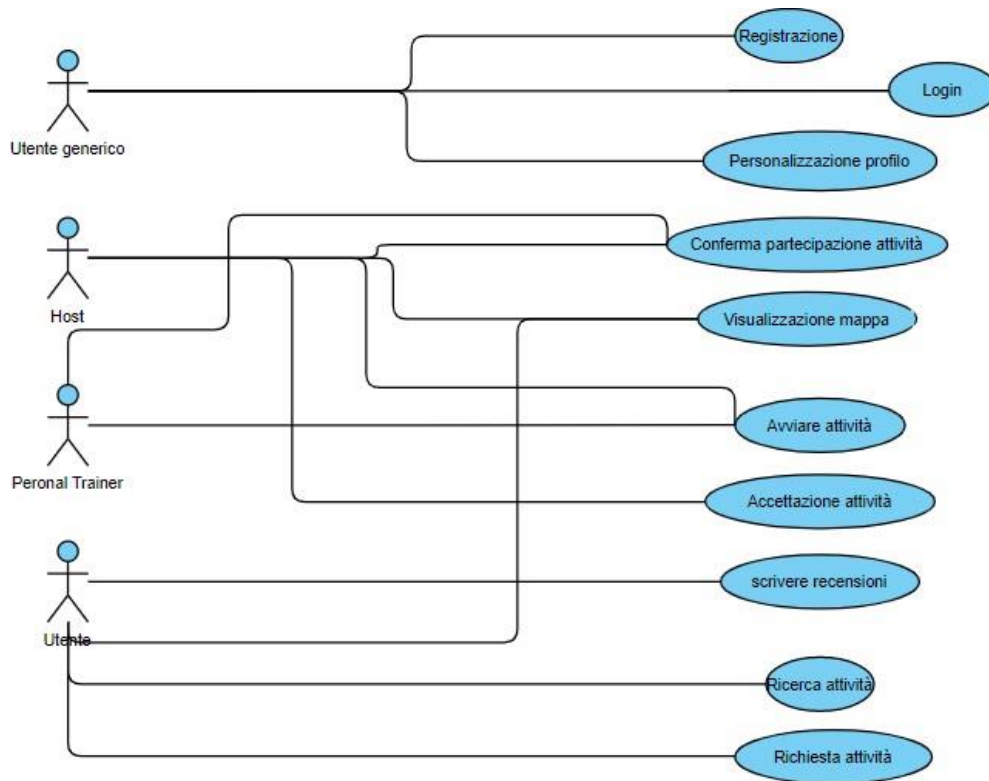 Registrazione
Login
Utente generico
Personalizzazione profilo
Conferma partecipazione attività
Host
Visualizzazione mappa
Avviare attività
Peronal Trainer
Accettazione attività
scrivere recensioni
Utente
Ricerca attività
Richiesta attività